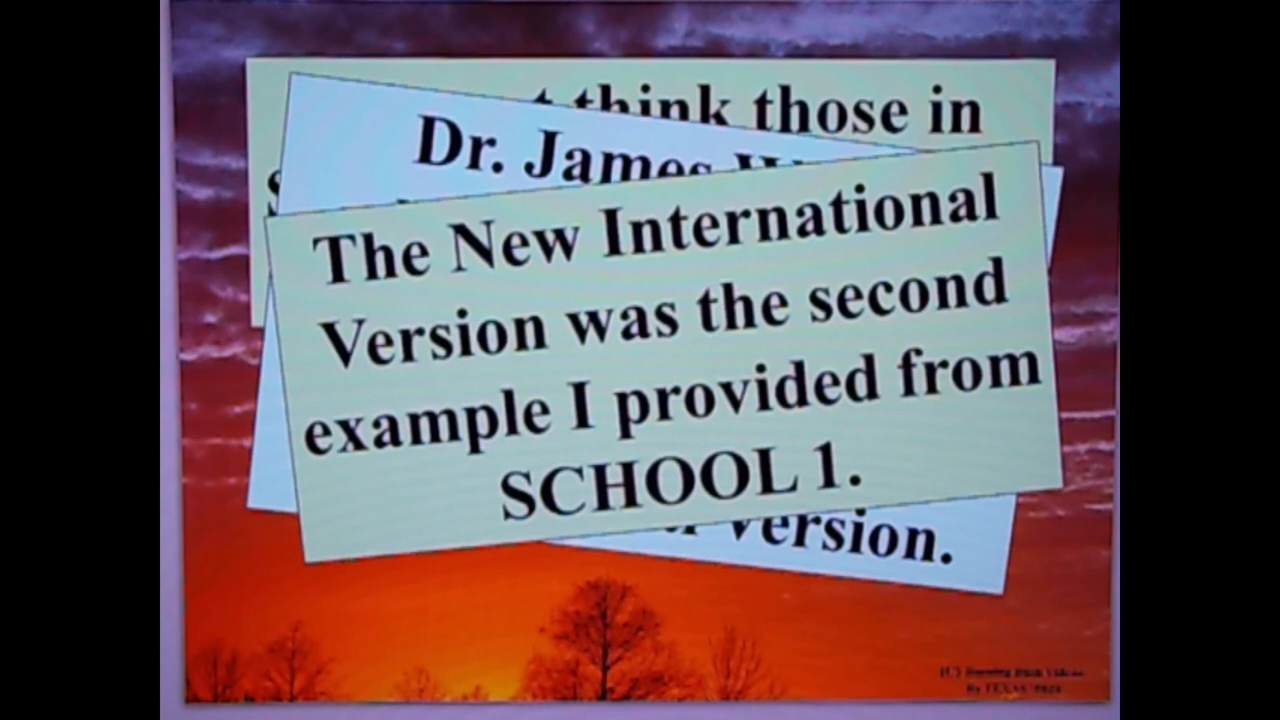 think those in
Dr. James
The New International
Version was the second
example I provided from
SCHOOL 1.
version.